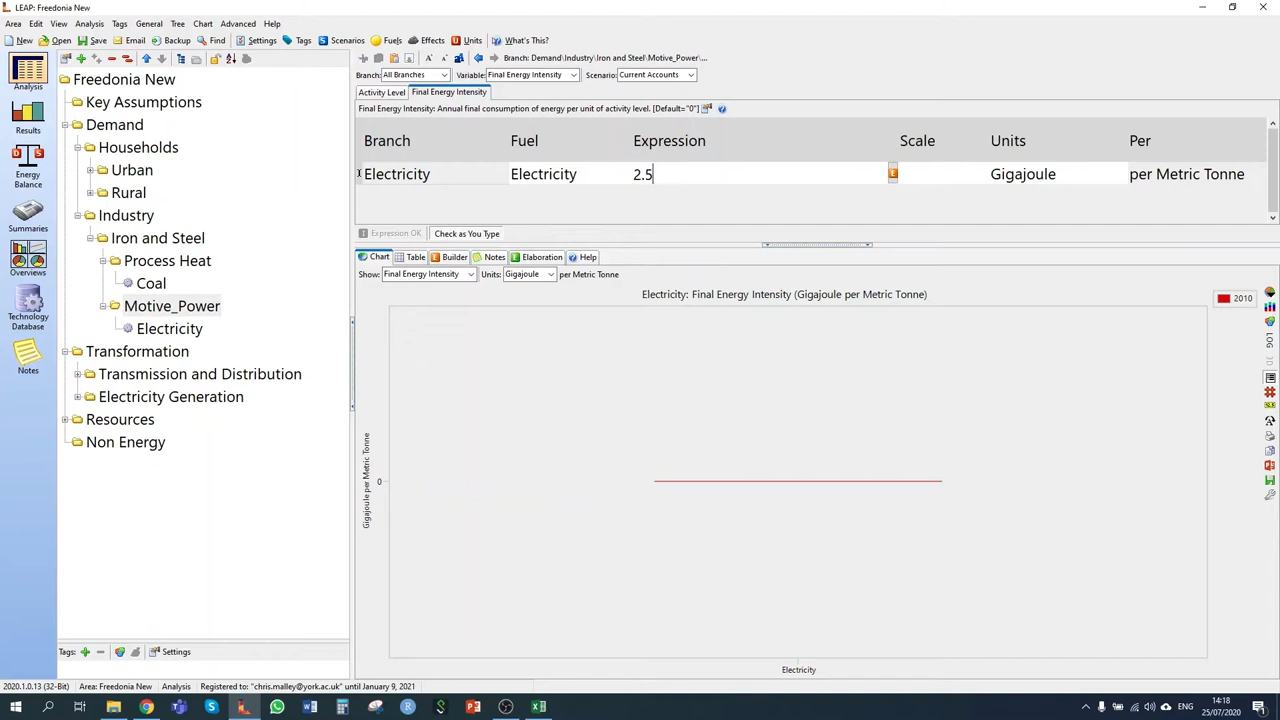 LEAP: Freedonia New
Area Edit View Analysis Tags General Tree Chart Advanced Help
New Open Save Email Backup Find Settings Tags Scenarios Fuels Effects Units What's This?
Branch: Demand\Industry\Iron and Steel\Motive_Power\...
Branch: All Branches Variable: Final Energy Intensity Scenario: Current Accounts
Activity Level Final Energy Intensity
Final Energy Intensity: Annual final consumption of energy per unit of activity level. [Default="0"]
Branch Fuel Expression Scale Units Per
Electricity Electricity 2.5 E Gigajoule per Metric Tonne
Expression OK Check as You Type
Chart Table Builder Notes Elaboration Help
Show: Final Energy Intensity Units: Gigajoule per Metric Tonne
Electricity: Final Energy Intensity (Gigajoule per Metric Tonne)
2010
LOG
3D
Gigajoule per Metric Tonne
0
Electricity
Analysis
Results
Energy
Balance
Summaries
Overviews
Technology
Database
Notes
Freedonia New
Key Assumptions
Demand
Households
Urban
Rural
Industry
Iron and Steel
Process Heat
Coal
Motive_Power
Electricity
Transformation
Transmission and Distribution
Electricity Generation
Resources
Non Energy
Tags: Settings
2020.1.0.13 (32-Bit) Area: Freedonia New Analysis Registered to: "chris.malley@york.ac.uk" until January 9, 2021
ENG
14:18
25/07/2020